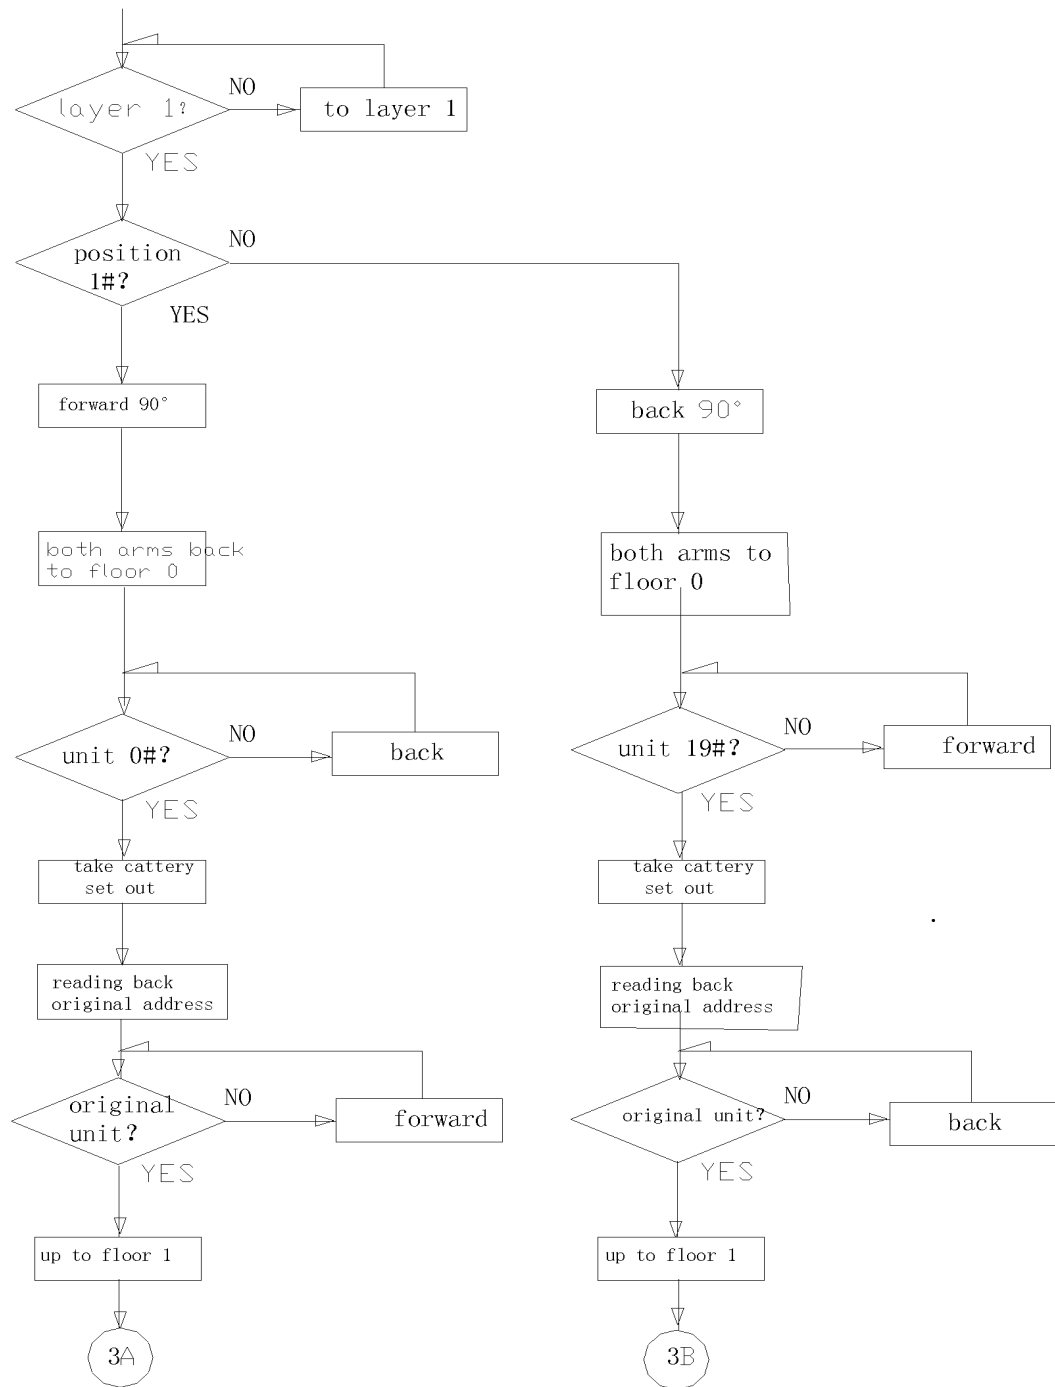 NO
layer 1?
to layer 1
YES
NO
position
1#?
YES
forward 90°
back 90°
both arms back
to floor 0
both arms to
floor 0
NO
unit 0#?
back
YES
NO
unit 19#?
forward
YES
take cattery
set out
take cattery
set out
reading back
original address
reading back
original address
NO
original
unit?
forward
YES
NO
original unit?
back
YES
up to floor 1
up to floor 1
3A
3B